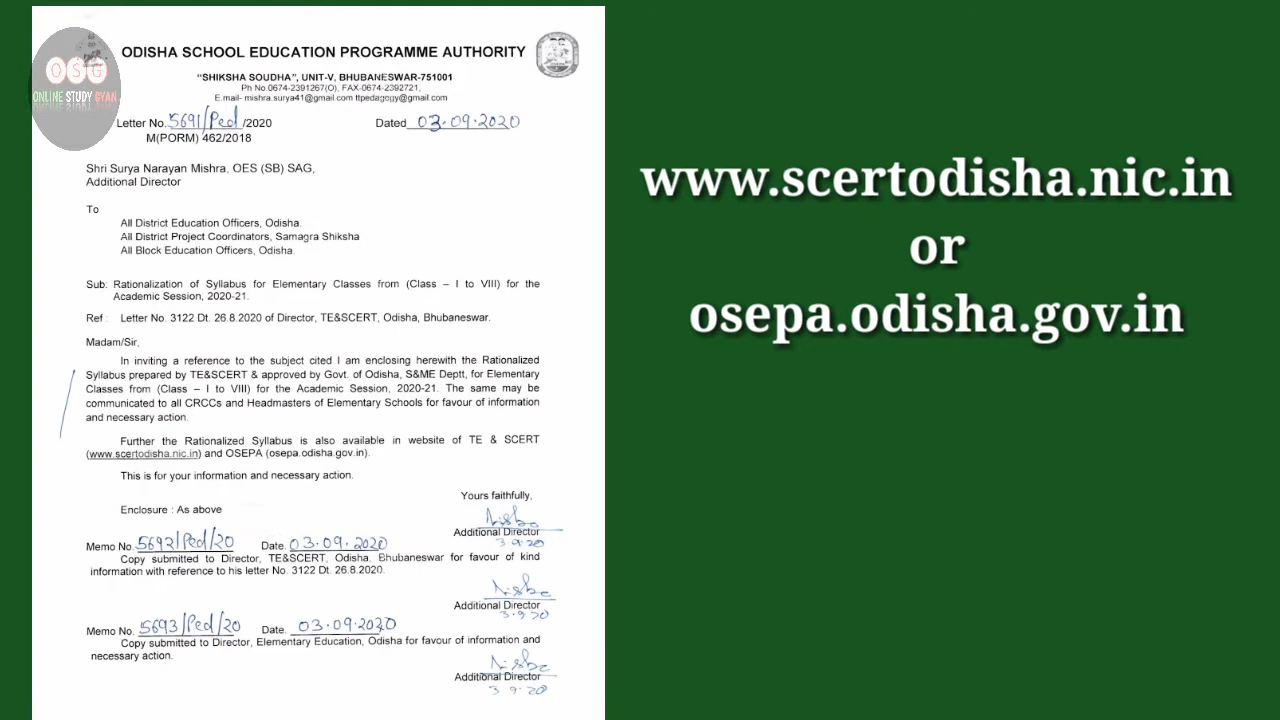 OSG
ONLINE STUDY GYAN
ODISHA SCHOOL EDUCATION PROGRAMME AUTHORITY
“SHIKSHA SOUDHA”, UNIT-V, BHUBANESWAR-751001
Ph No.0674-2391267(O), FAX-0674-2392721,
E.mail- mishra.surya41@gmail.com ttpedagogy@gmail.com
Letter No. 5691/Ped /2020 Dated 03.09.2020
M(PORM) 462/2018
Shri Surya Narayan Mishra, OES (SB) SAG,
Additional Director
To
All District Education Officers, Odisha.
All District Project Coordinators, Samagra Shiksha
All Block Education Officers, Odisha.
Sub: Rationalization of Syllabus for Elementary Classes from (Class – I to VIII) for the
Academic Session, 2020-21.
Ref : Letter No. 3122 Dt. 26.8.2020 of Director, TE&SCERT, Odisha, Bhubaneswar.
Madam/Sir,
In inviting a reference to the subject cited I am enclosing herewith the Rationalized
Syllabus prepared by TE&SCERT & approved by Govt. of Odisha, S&ME Deptt, for Elementary
Classes from (Class – I to VIII) for the Academic Session, 2020-21. The same may be
communicated to all CRCCs and Headmasters of Elementary Schools for favour of information
and necessary action.
Further the Rationalized Syllabus is also available in website of TE & SCERT
(www.scertodisha.nic.in) and OSEPA (osepa.odisha.gov.in).
This is for your information and necessary action.
Yours faithfully,
Enclosure : As above
Additional Director
3.9.20
Memo No. 5692/Ped/20 Date. 03.09.2020
Copy submitted to Director, TE&SCERT, Odisha, Bhubaneswar for favour of kind
information with reference to his letter No. 3122 Dt. 26.8.2020.
Additional Director
3.9.20
Memo No. 5693/Ped/20 Date. 03.09.2020
Copy submitted to Director, Elementary Education, Odisha for favour of information and
necessary action.
Additional Director
3.9.20
www.scertodisha.nic.in
or
osepa.odisha.gov.in